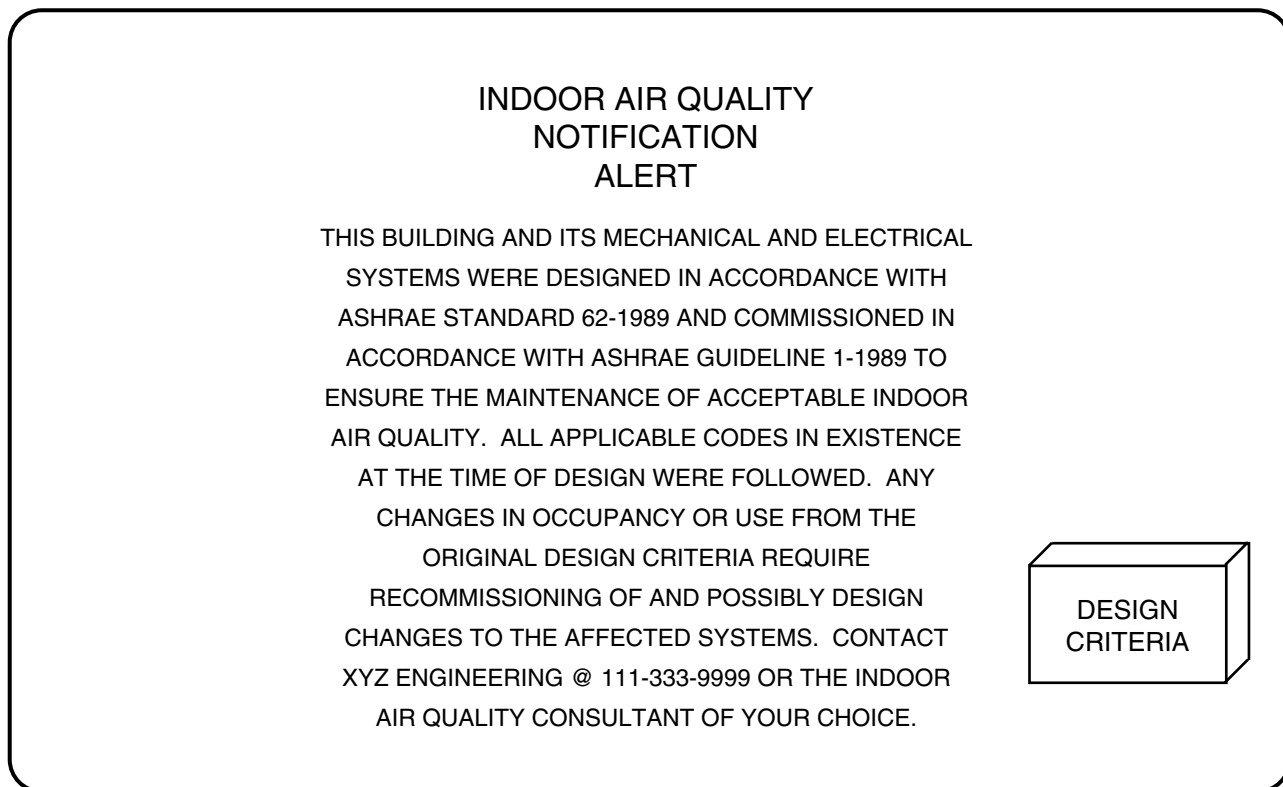 INDOOR AIR QUALITY
NOTIFICATION
ALERT
THIS BUILDING AND ITS MECHANICAL AND ELECTRICAL
SYSTEMS WERE DESIGNED IN ACCORDANCE WITH
ASHRAE STANDARD 62-1989 AND COMMISSIONED IN
ACCORDANCE WITH ASHRAE GUIDELINE 1-1989 TO
ENSURE THE MAINTENANCE OF ACCEPTABLE INDOOR
AIR QUALITY.  ALL APPLICABLE CODES IN EXISTENCE
AT THE TIME OF DESIGN WERE FOLLOWED.  ANY
CHANGES IN OCCUPANCY OR USE FROM THE
ORIGINAL DESIGN CRITERIA REQUIRE
RECOMMISSIONING OF AND POSSIBLY DESIGN
CHANGES TO THE AFFECTED SYSTEMS.  CONTACT
XYZ ENGINEERING @ 111-333-9999 OR THE INDOOR
AIR QUALITY CONSULTANT OF YOUR CHOICE.
DESIGN
CRITERIA